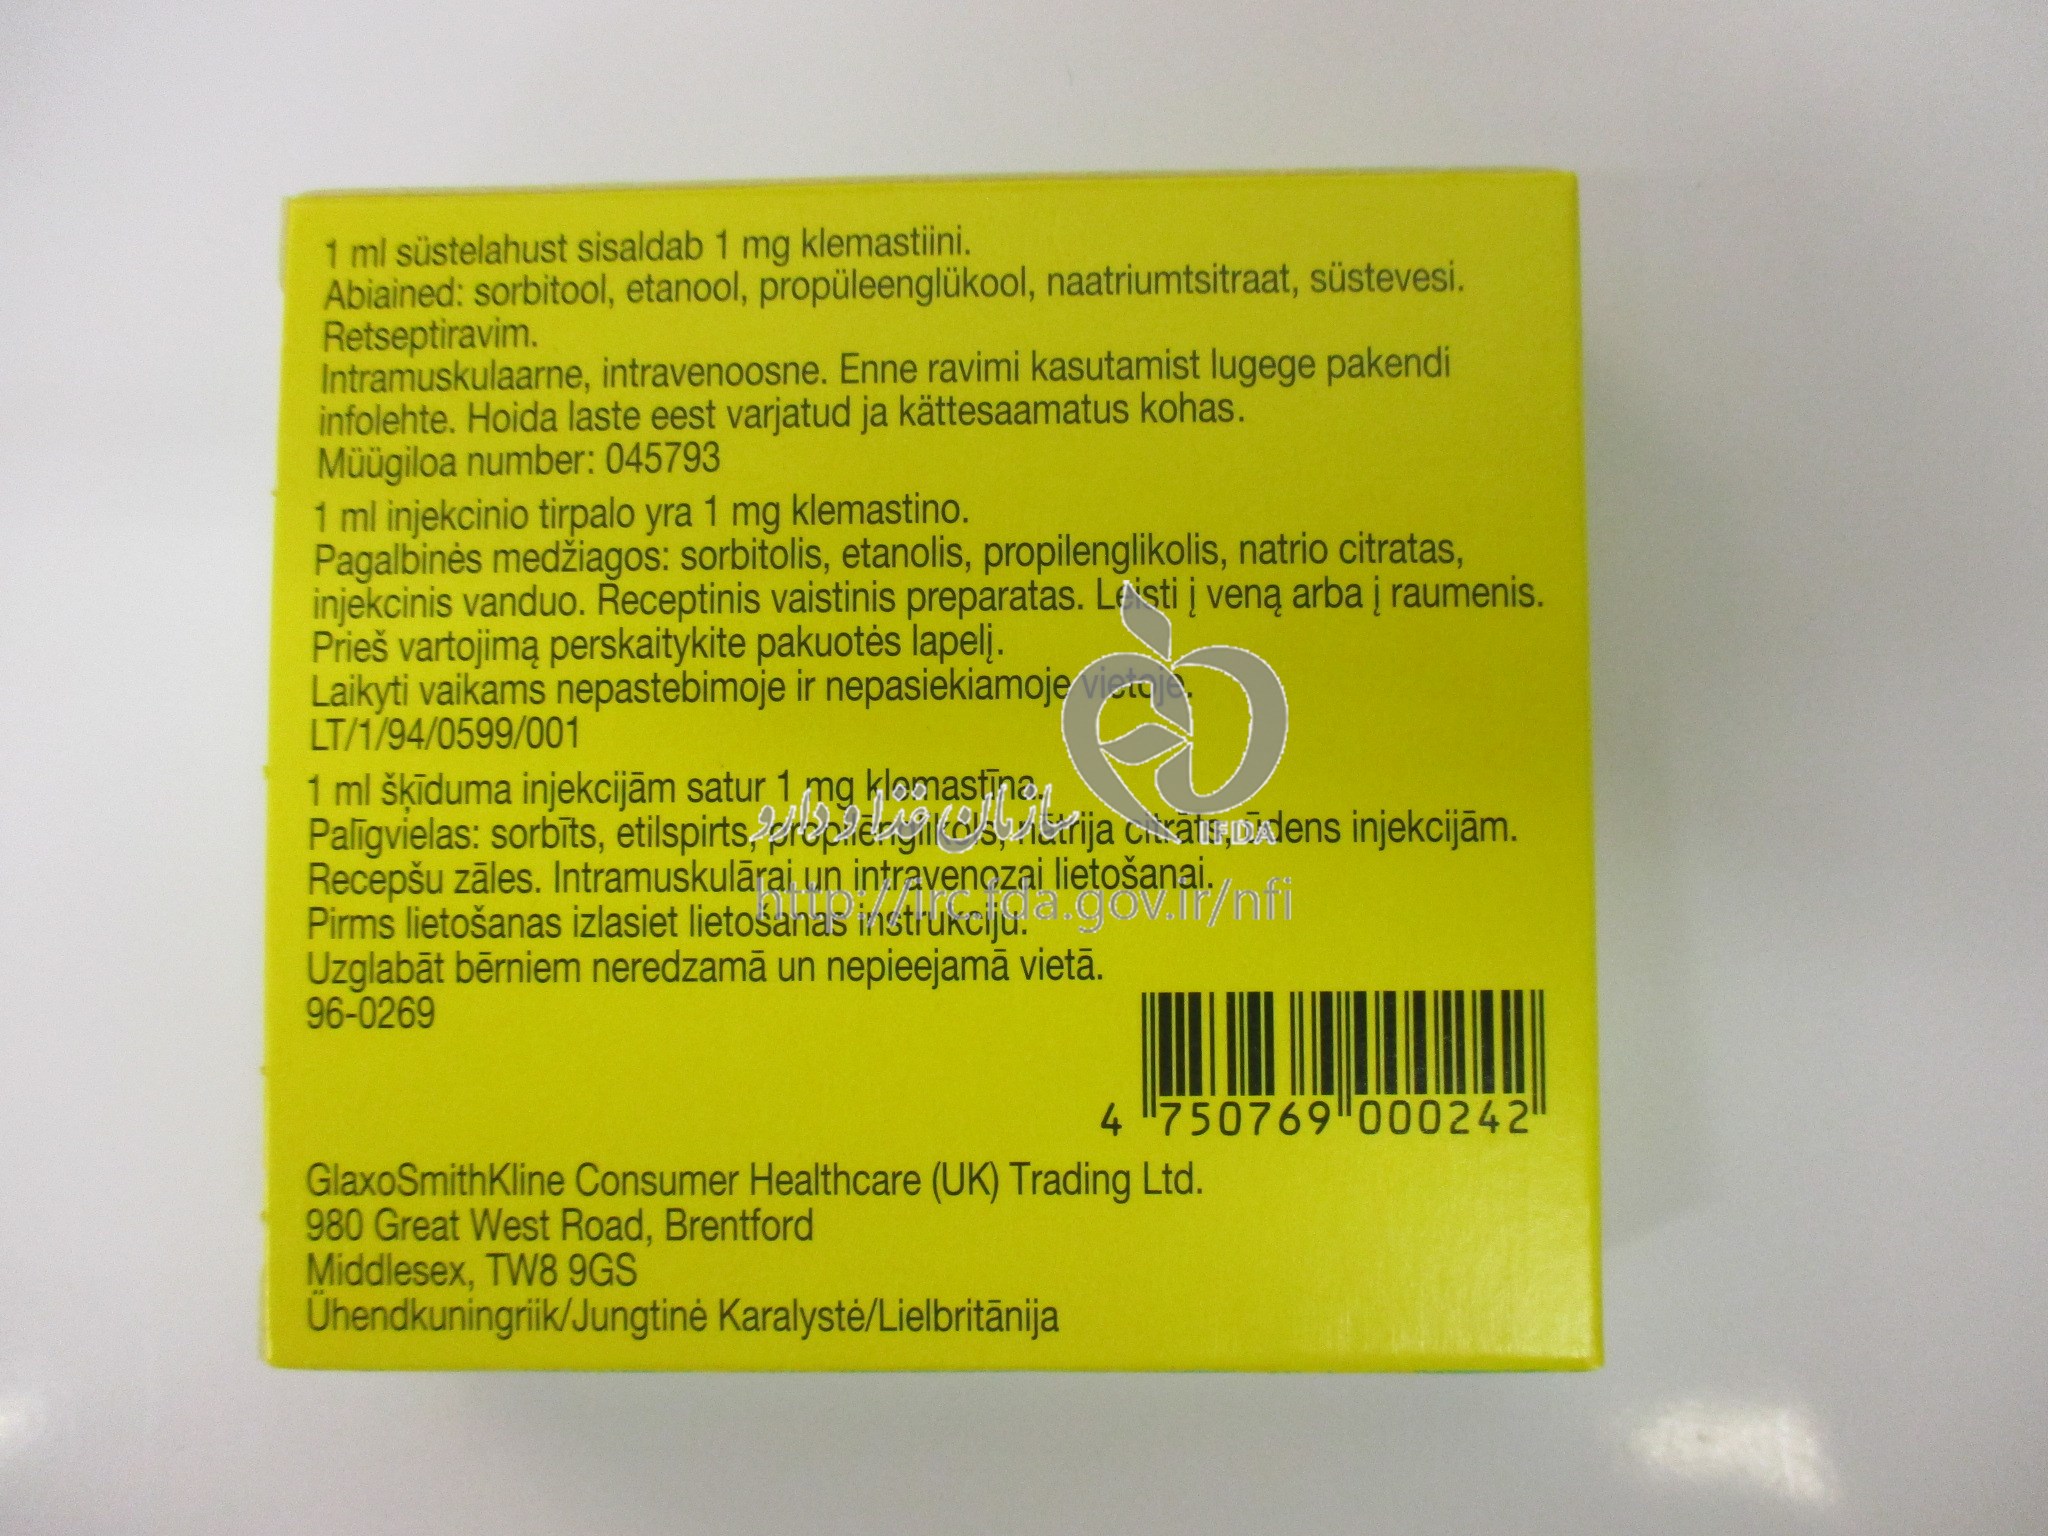 1 ml süstelahust sisaldab 1 mg klemastiini.
Abiained: sorbitool, etanool, propüleenglükool, naatriumtsitraat, süstevesi.
Retseptiravim.
Intramuskulaarne, intravenoosne. Enne ravimi kasutamist lugege pakendi
infolehte. Hoida laste eest varjatud ja kättesaamatus kohas.
Müügiloa number: 045793
1 ml injekcinio tirpalo yra 1 mg klemastino.
Pagalbinės medžiagos: sorbitolis, etanolis, propilenglikolis, natrio citratas,
injekcinis vanduo. Receptinis vaistinis preparatas. Leisti į veną arba į raumenis.
Prieš vartojimą perskaitykite pakuotės lapelį.
Laikyti vaikams nepastebimoje ir nepasiekiamoje vietoje.
LT/1/94/0599/001
1 ml šķīduma injekcijām satur 1 mg klemastīna.
Palīgvielas: sorbīts, etilspirts, propilenglikols, nātrija citrāts, ūdens injekcijām.
Recepšu zāles. Intramuskulārai un intravenozai lietošanai.
Pirms lietošanas izlasiet lietošanas instrukciju.
Uzglabāt bērniem neredzamā un nepieejamā vietā.
96-0269
4 750769 000242
GlaxoSmithKline Consumer Healthcare (UK) Trading Ltd.
980 Great West Road, Brentford
Middlesex, TW8 9GS
Ühendkuningriik/Jungtinė Karalystė/Lielbritānija
سازمان غذا و دارو
IFDA
http://irc.fda.gov.ir/nfi